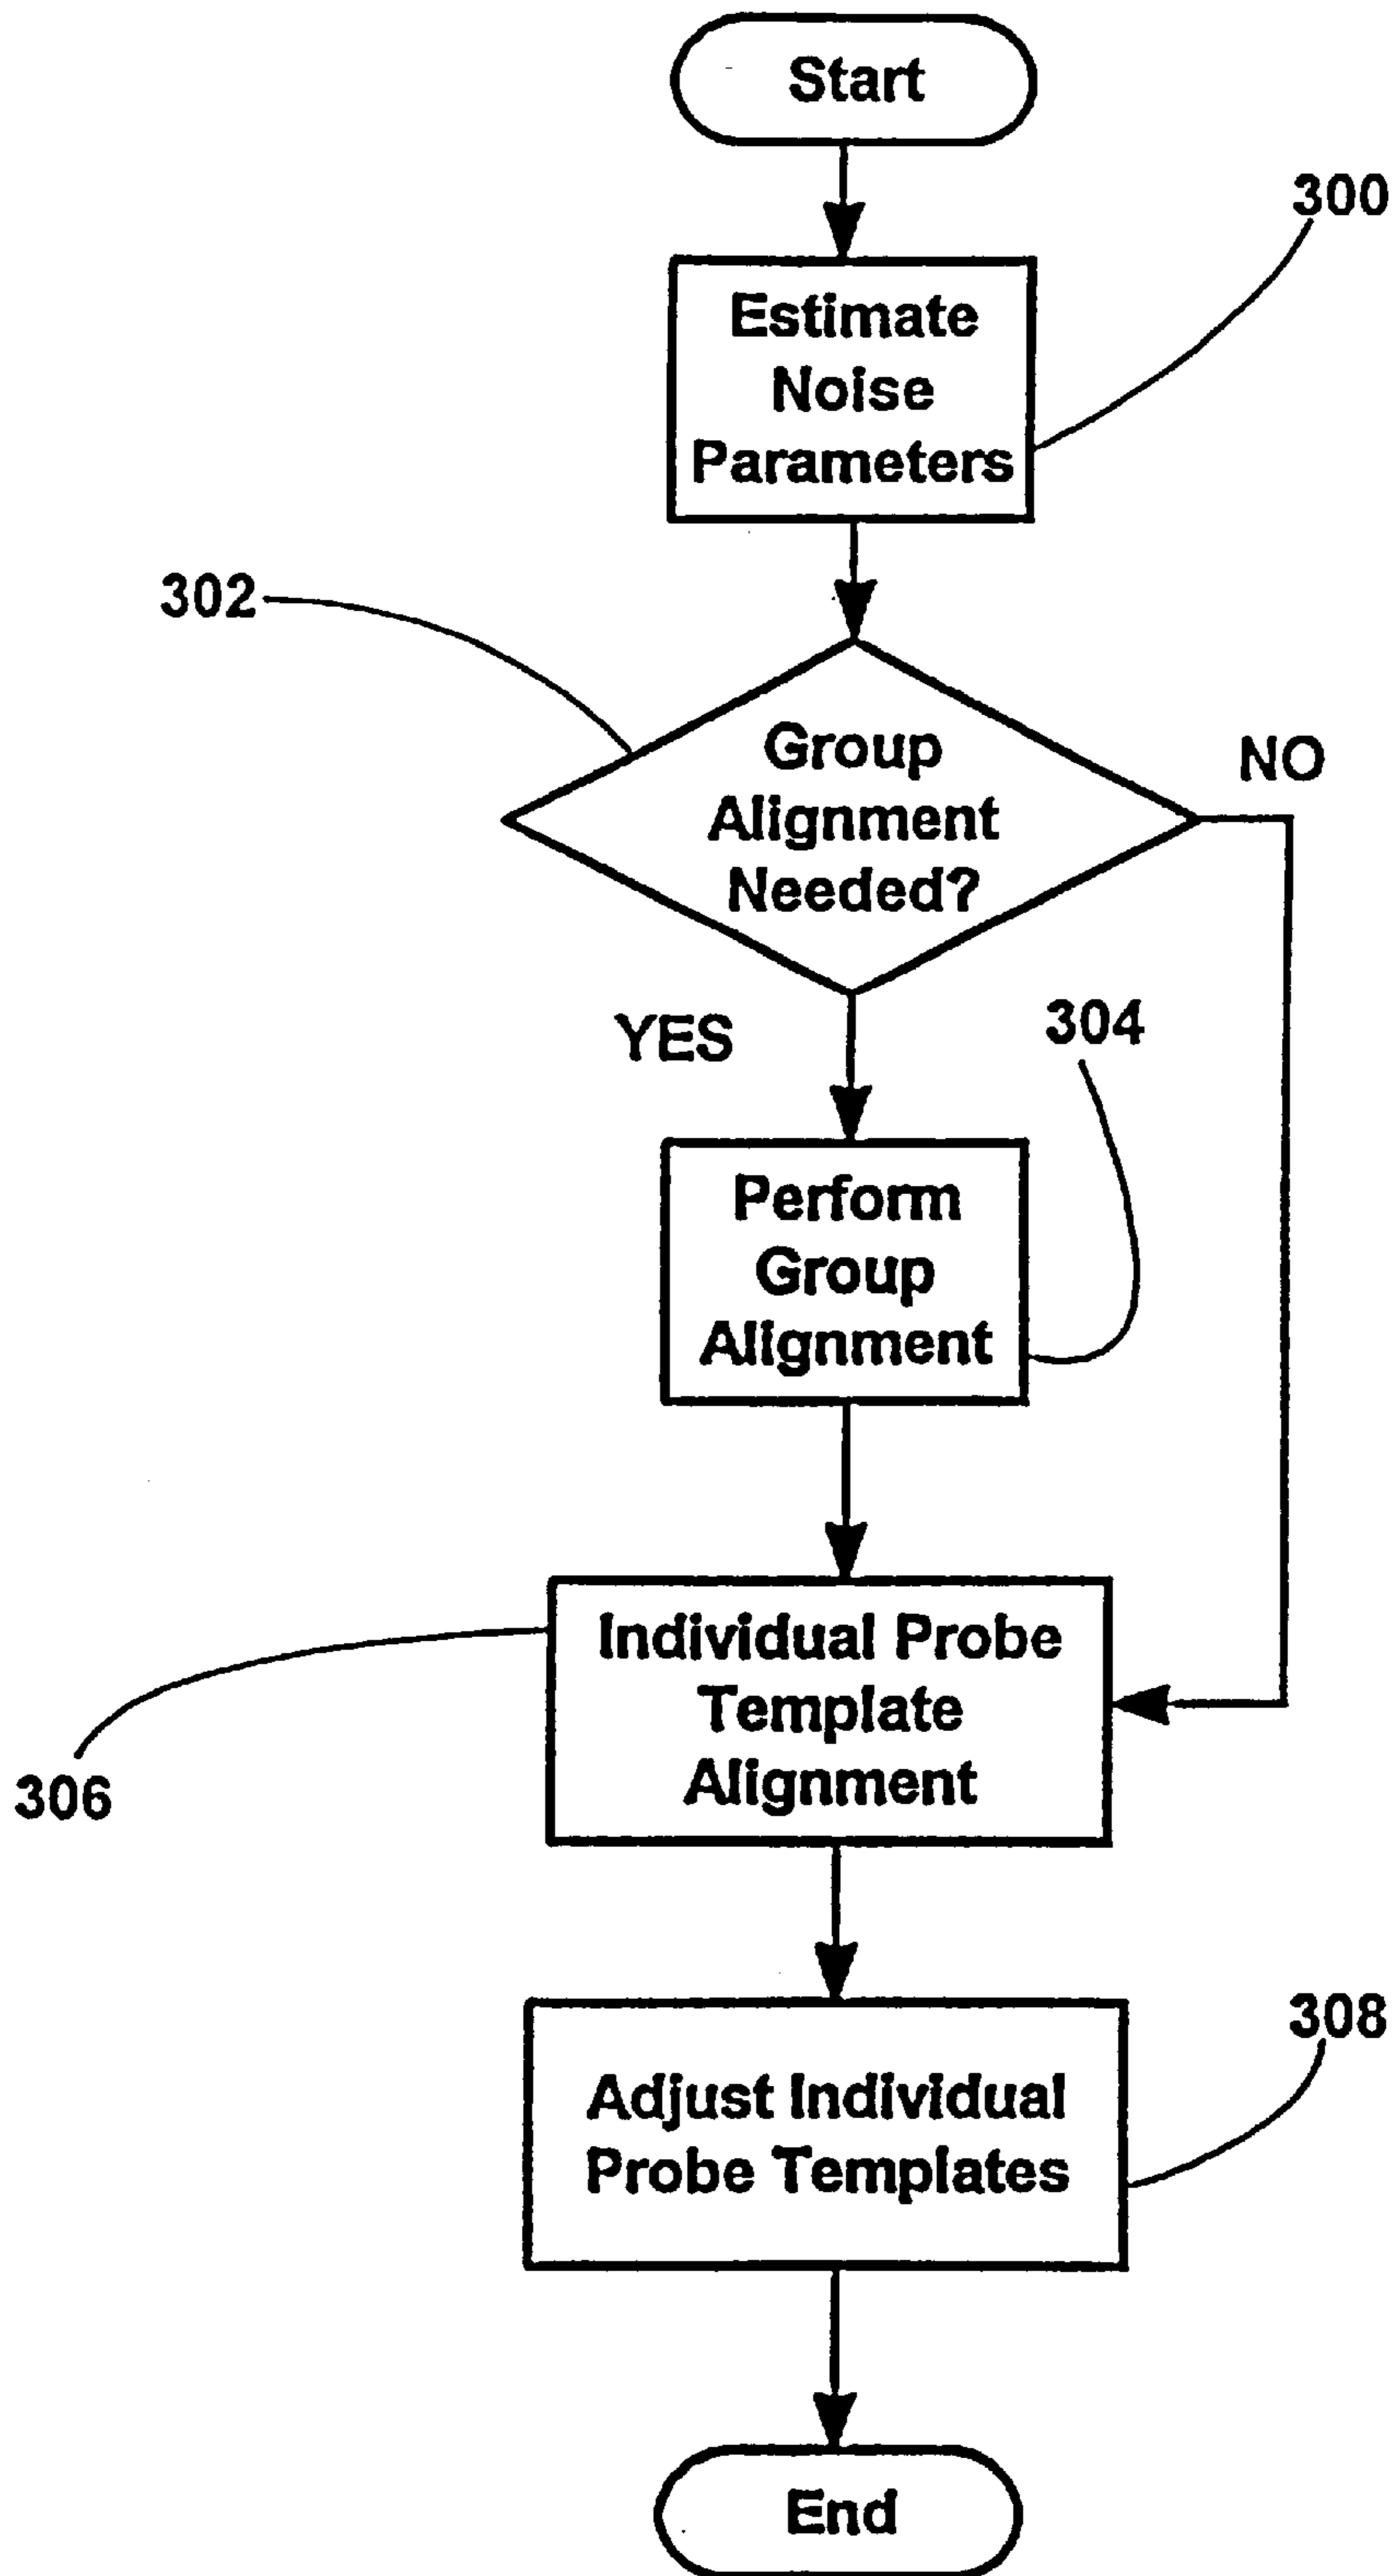 Start
300
Estimate
Noise
Parameters
302
Group
Alignment
Needed?
NO
YES
304
Perform
Group
Alignment
Individual Probe
Template
Alignment
306
308
Adjust Individual
Probe Templates
End